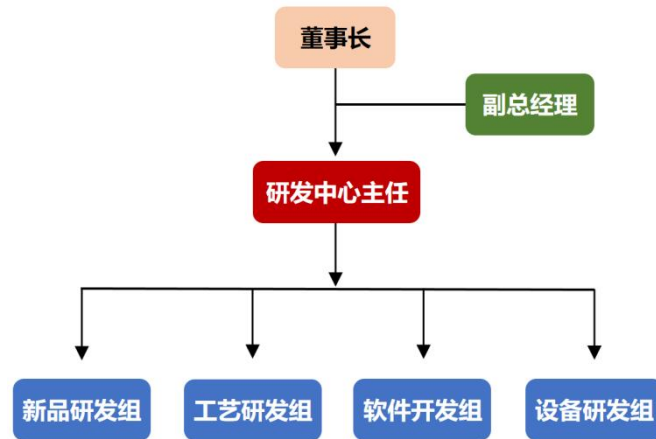 董事长
副总经理
研发中心主任
新品研发组
工艺研发组
软件开发组
设备研发组